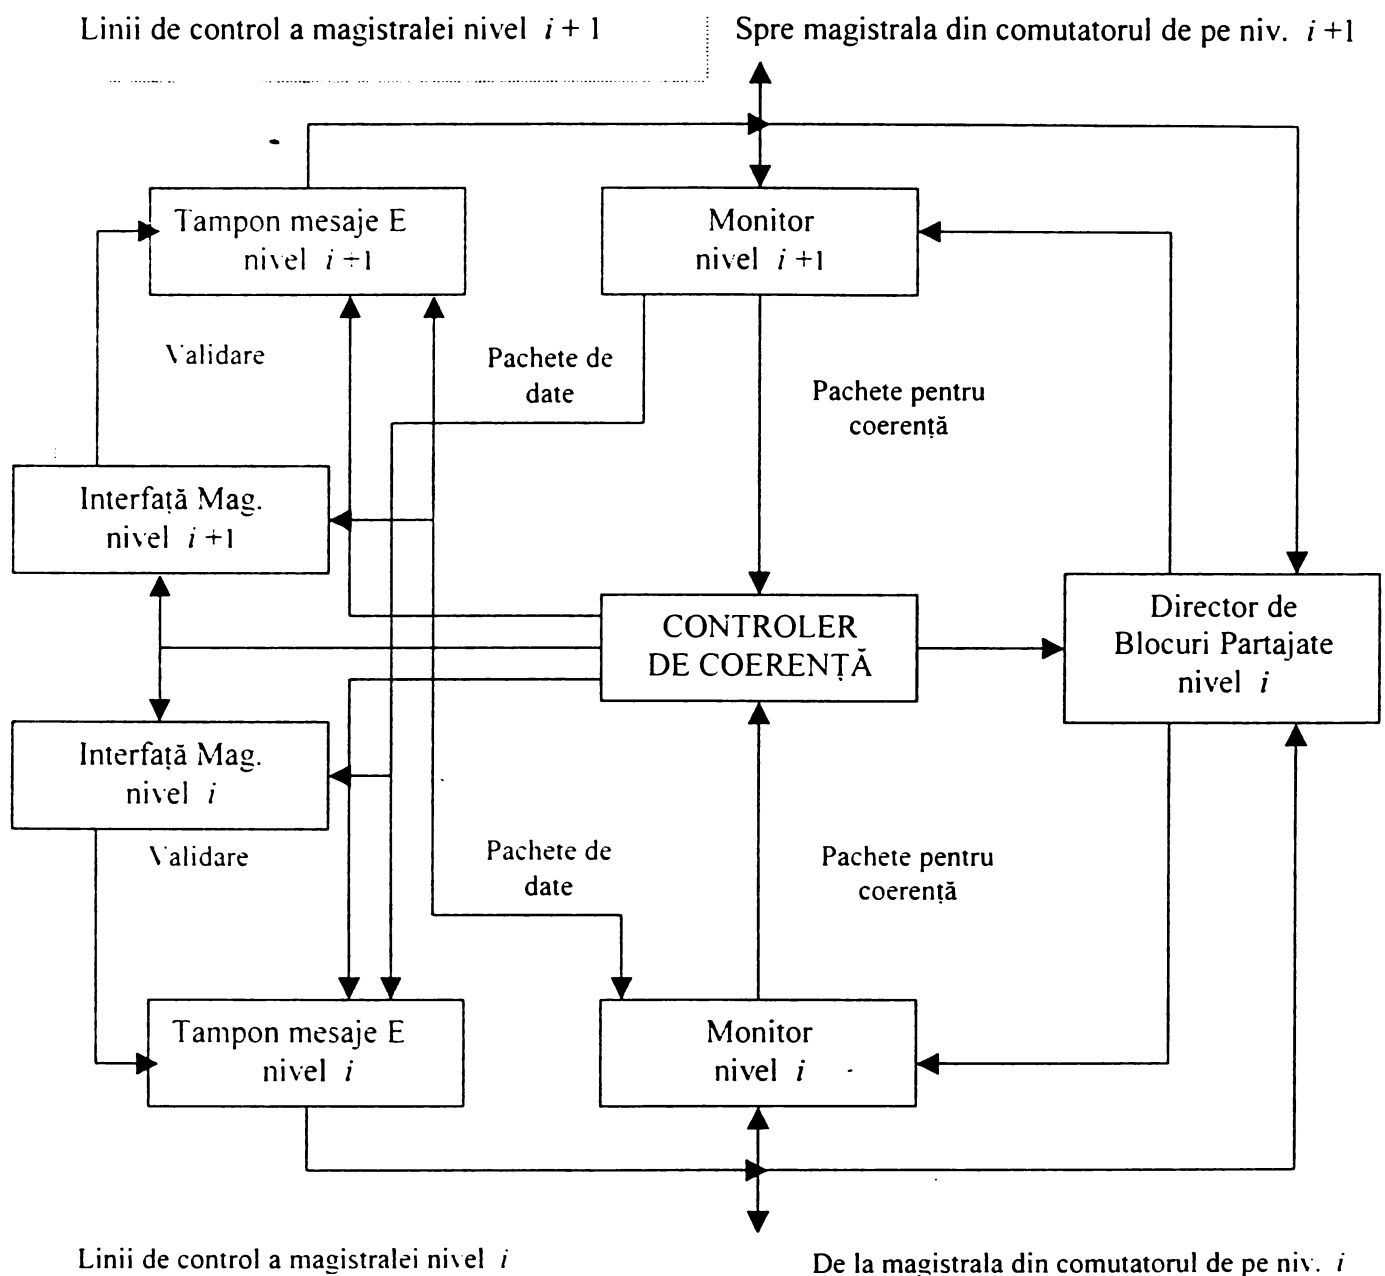 Linii de control a magistralei nivel i + 1
Spre magistrala din comutatorul de pe niv. i +1
Tampon mesaje E
nivel i +1
Monitor
nivel i +1
Validare
Pachete de
date
Pachete pentru
coerență
Interfață Mag.
nivel i +1
CONTROLER
DE COERENȚĂ
Director de
Blocuri Partajate
nivel i
Interfață Mag.
nivel i
Validare
Pachete de
date
Pachete pentru
coerență
Tampon mesaje E
nivel i
Monitor
nivel i
Linii de control a magistralei nivel i
De la magistrala din comutatorul de pe niv. i